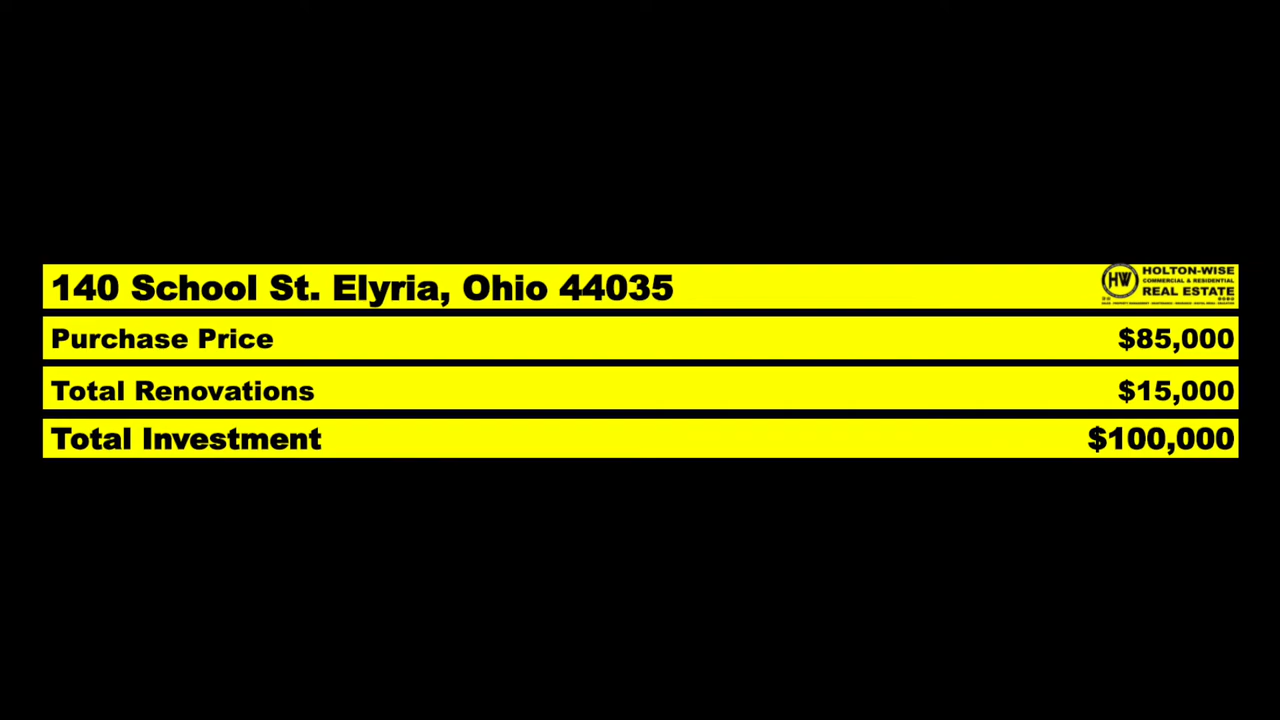 140 School St. Elyria, Ohio 44035
HW
HOLTON-WISE
COMMERCIAL & RESIDENTIAL
REAL ESTATE
Purchase Price $85,000
Total Renovations $15,000
Total Investment $100,000